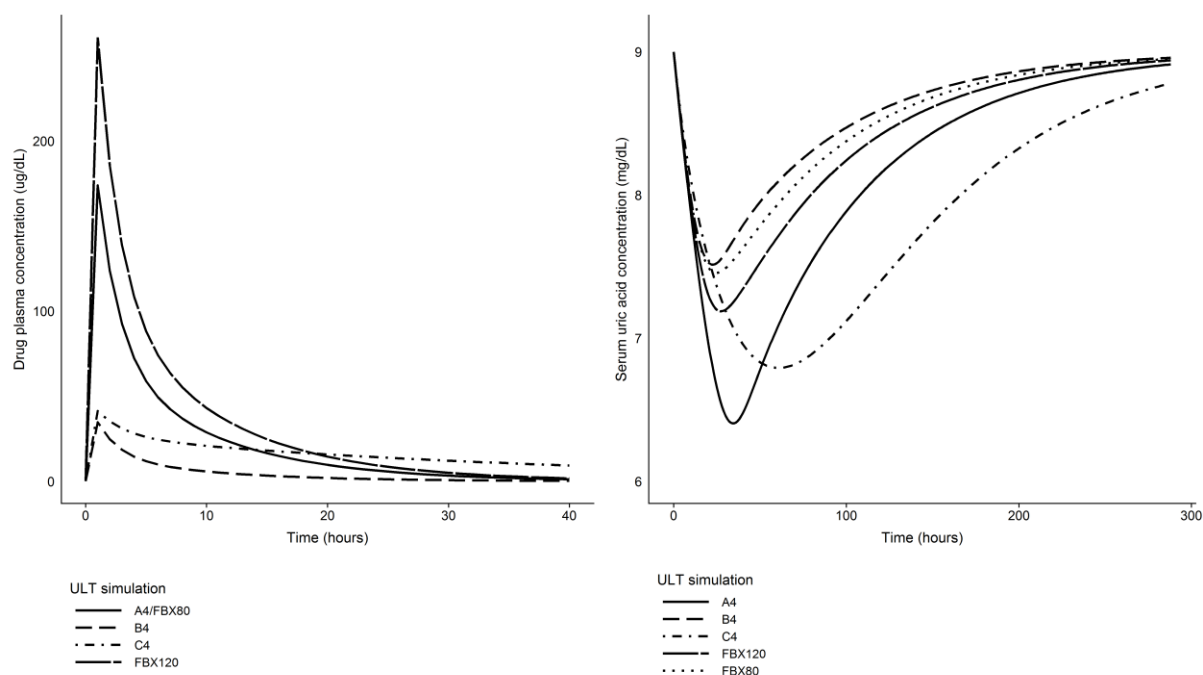 Drug plasma concentration (ug/dL)
200
100
0
0
10
20
30
40
Time (hours)
ULT simulation
A4/FBX80
B4
C4
FBX120
Serum uric acid concentration (mg/dL)
9
8
7
6
0
100
200
300
Time (hours)
ULT simulation
A4
B4
C4
FBX120
FBX80